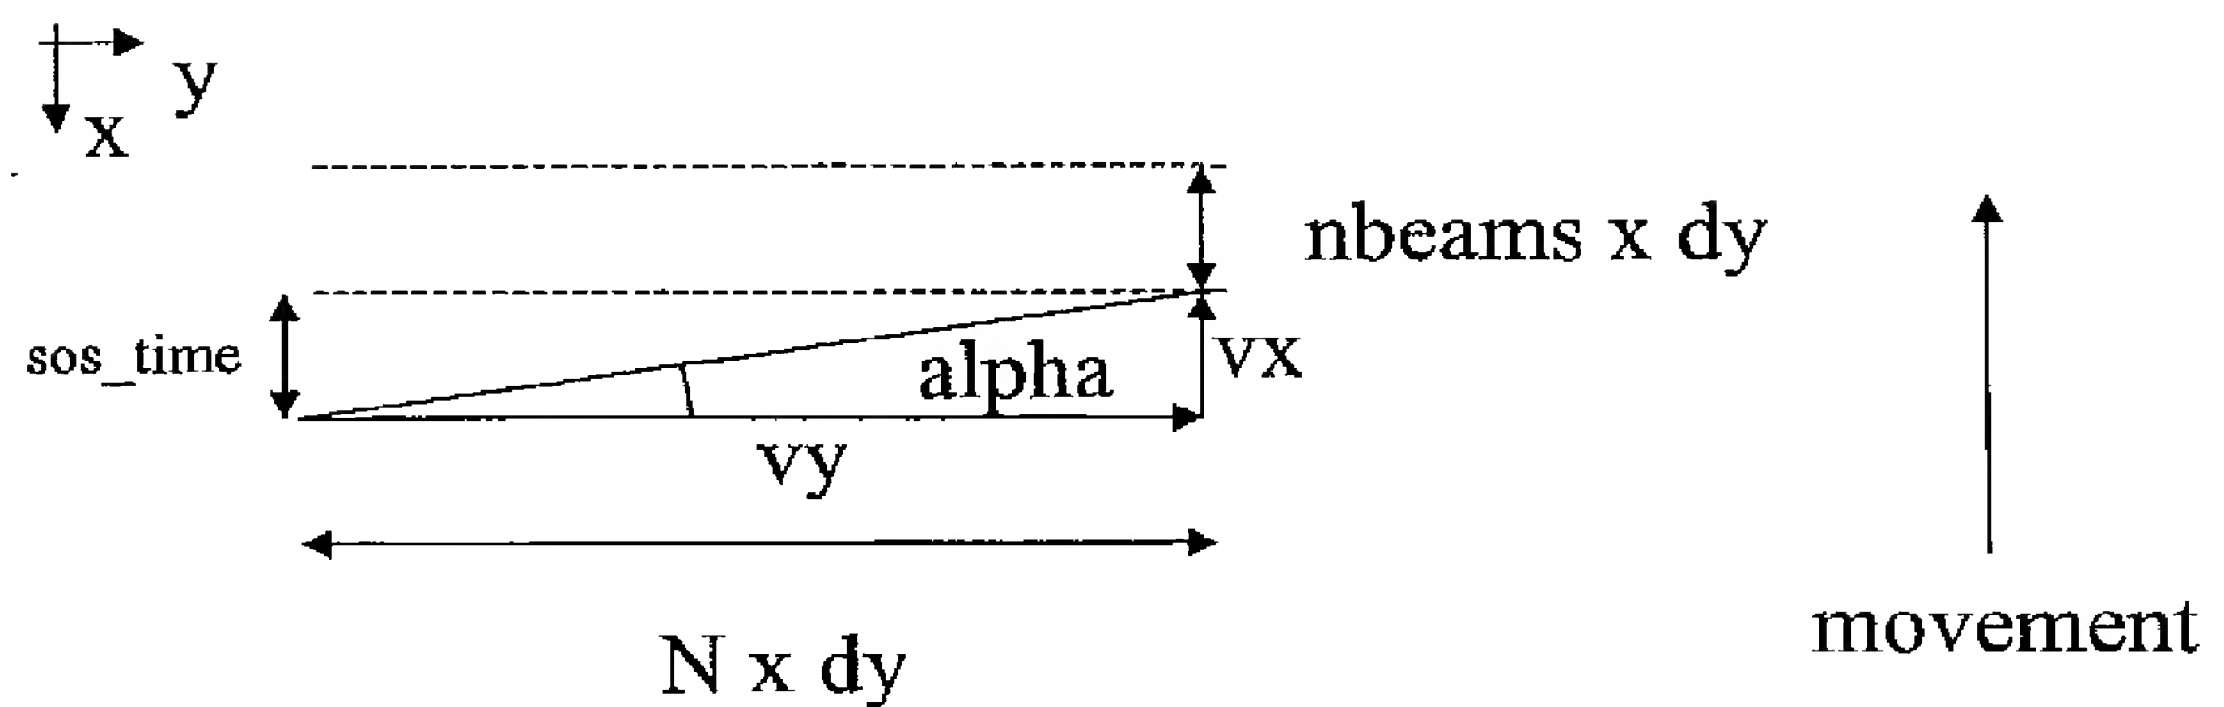 y
x
nbeams x dy
sos_time
alpha
vx
vy
N x dy
movement